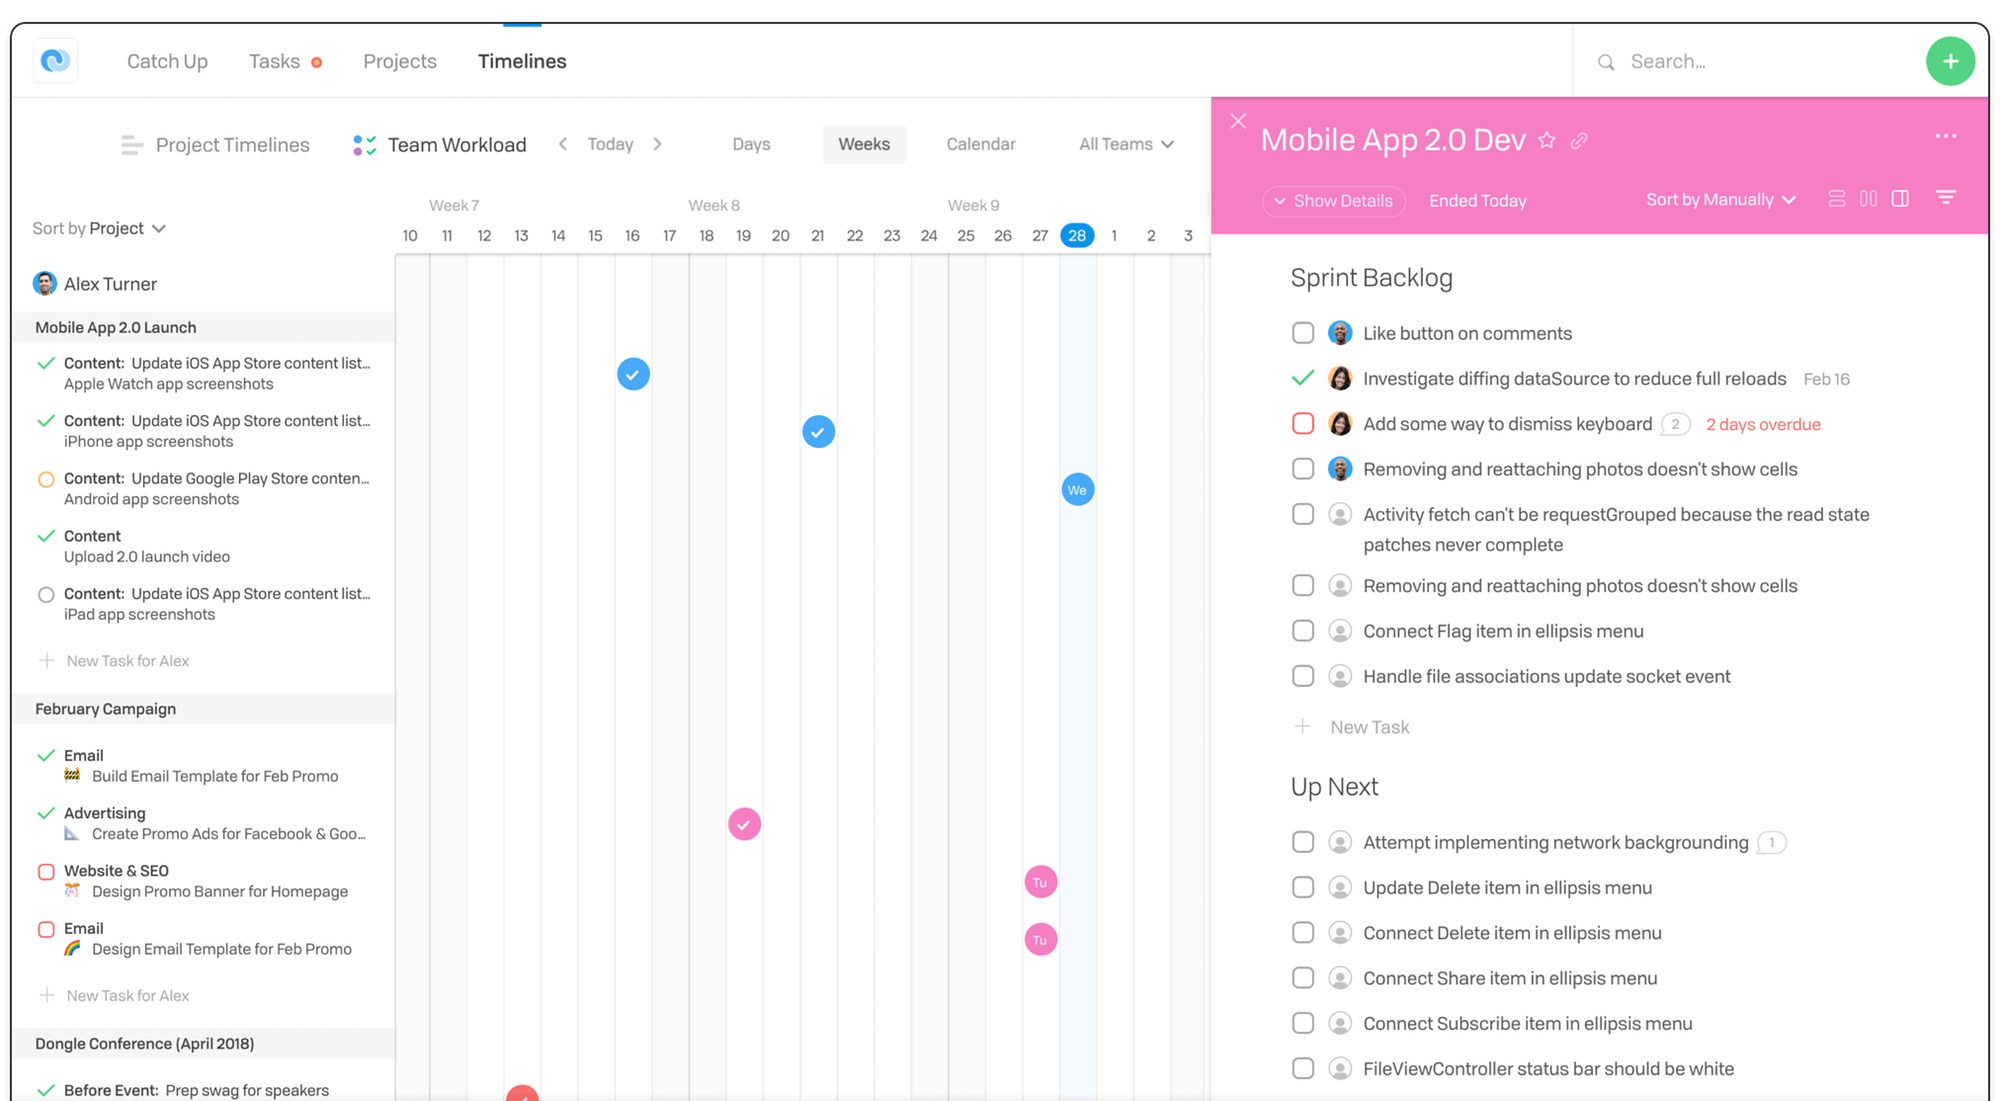 Catch Up
Tasks
Projects
Timelines
Search...
Project Timelines
Team Workload
Today
Days
Weeks
Calendar
All Teams
Sort by Project
Week 7
Week 8
Week 9
10 11 12 13 14 15 16 17 18 19 20 21 22 23 24 25 26 27 28 1 2 3
Alex Turner
Mobile App 2.0 Launch
Content: Update iOS App Store content list...
Apple Watch app screenshots
Content: Update iOS App Store content list...
iPhone app screenshots
Content: Update Google Play Store conten...
Android app screenshots
We
Content
Upload 2.0 launch video
Content: Update iOS App Store content list...
iPad app screenshots
New Task for Alex
February Campaign
Email
Build Email Template for Feb Promo
Advertising
Create Promo Ads for Facebook & Goo...
Website & SEO
Design Promo Banner for Homepage
Tu
Email
Design Email Template for Feb Promo
Tu
New Task for Alex
Dongle Conference (April 2018)
Before Event: Prep swag for speakers
Mobile App 2.0 Dev
Show Details
Ended Today
Sort by Manually
Sprint Backlog
Like button on comments
Investigate diffing dataSource to reduce full reloads Feb 16
Add some way to dismiss keyboard 2 2 days overdue
Removing and reattaching photos doesn't show cells
Activity fetch can't be requestGrouped because the read state
patches never complete
Removing and reattaching photos doesn't show cells
Connect Flag item in ellipsis menu
Handle file associations update socket event
New Task
Up Next
Attempt implementing network backgrounding 1
Update Delete item in ellipsis menu
Connect Delete item in ellipsis menu
Connect Share item in ellipsis menu
Connect Subscribe item in ellipsis menu
FileViewController status bar should be white